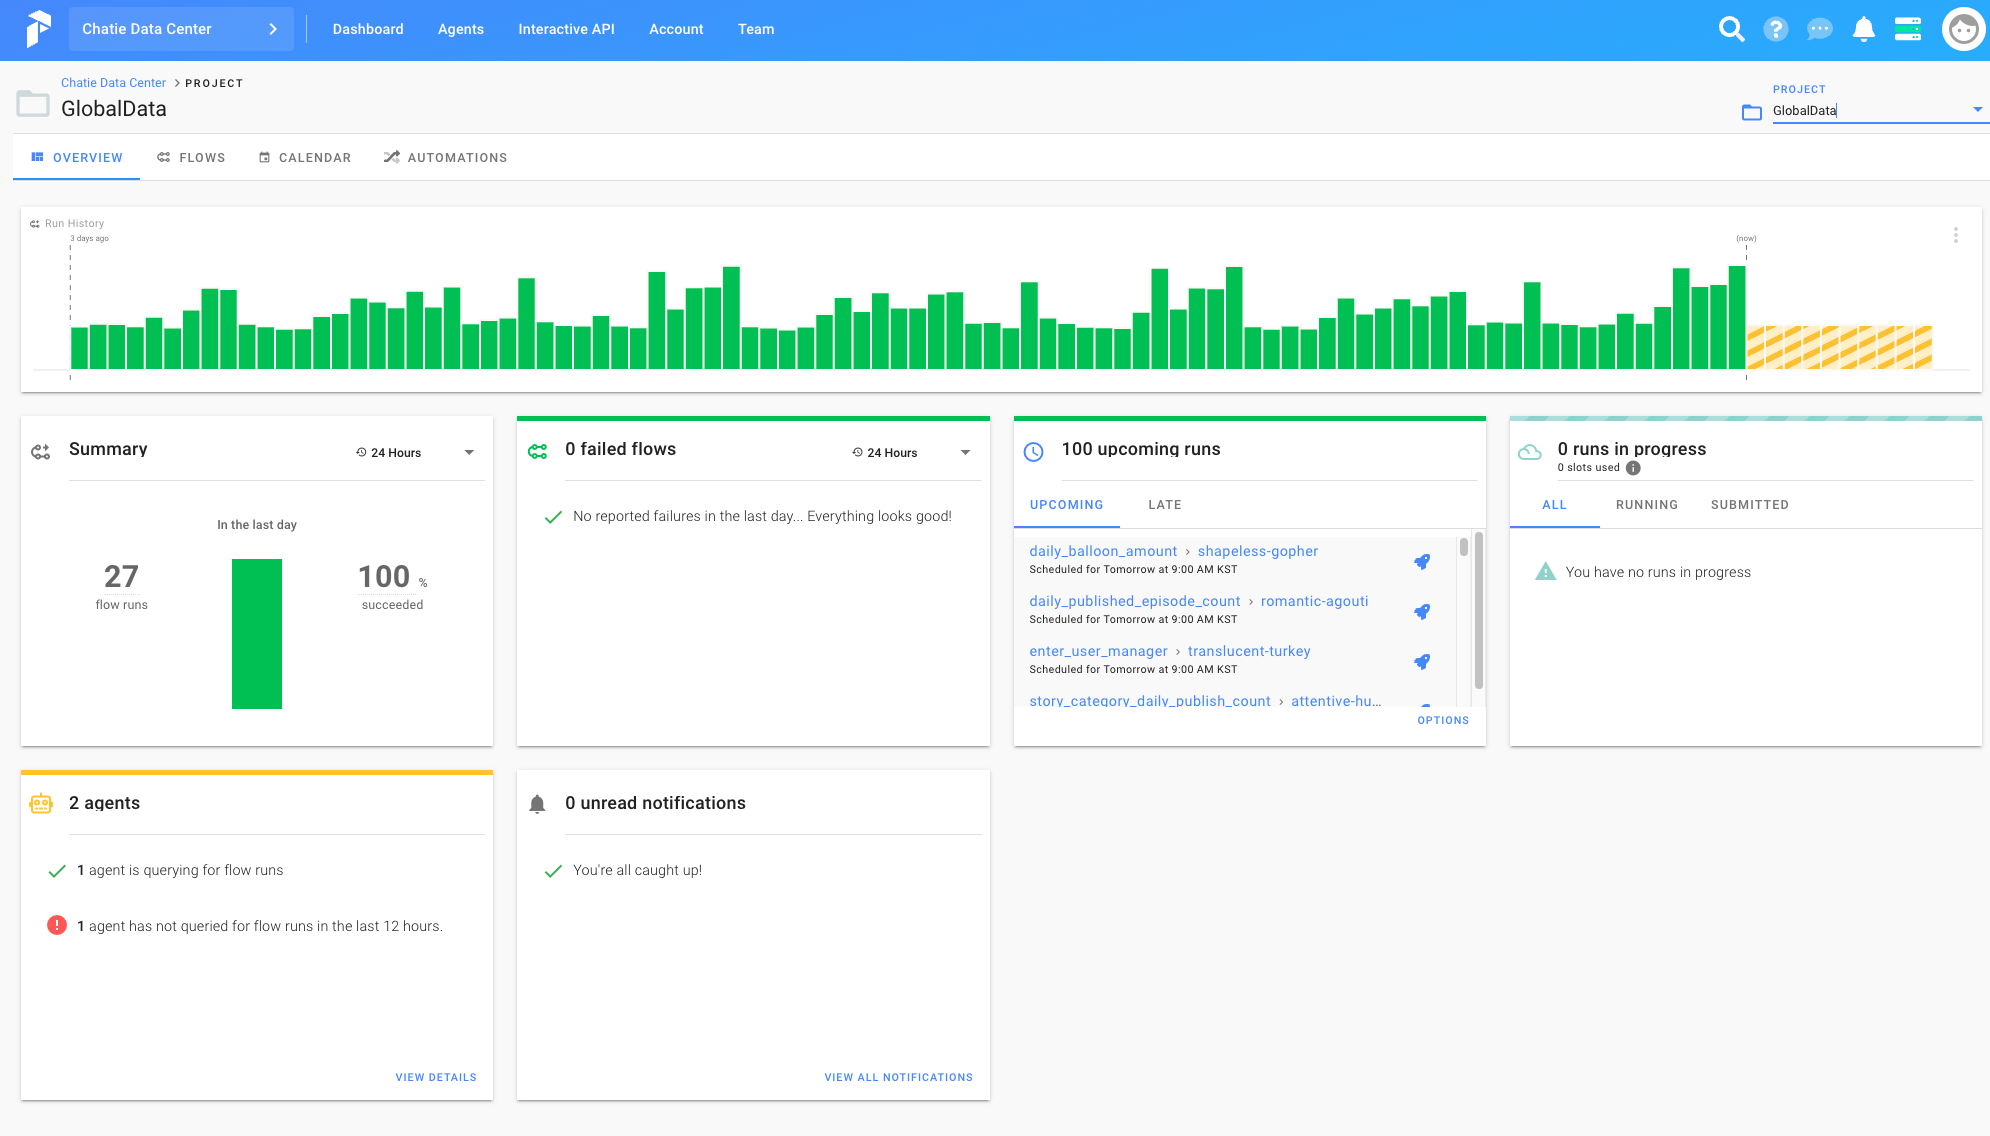 Chatie Data Center
Dashboard
Agents
Interactive API
Account
Team
Chatie Data Center PROJECT
GlobalData
PROJECT
GlobalData
OVERVIEW
FLOWS
CALENDAR
AUTOMATIONS
Run History
3 days ago
(now)
Summary
24 Hours
In the last day
27
flow runs
100 %
succeeded
0 failed flows
24 Hours
No reported failures in the last day... Everything looks good!
100 upcoming runs
UPCOMING
LATE
daily_balloon_amount › shapeless-gopher
Scheduled for Tomorrow at 9:00 AM KST
daily_published_episode_count › romantic-agouti
Scheduled for Tomorrow at 9:00 AM KST
enter_user_manager › translucent-turkey
Scheduled for Tomorrow at 9:00 AM KST
story_category_daily_publish_count › attentive-hu...
OPTIONS
0 runs in progress
0 slots used
ALL
RUNNING
SUBMITTED
You have no runs in progress
2 agents
1 agent is querying for flow runs
1 agent has not queried for flow runs in the last 12 hours.
VIEW DETAILS
0 unread notifications
You're all caught up!
VIEW ALL NOTIFICATIONS